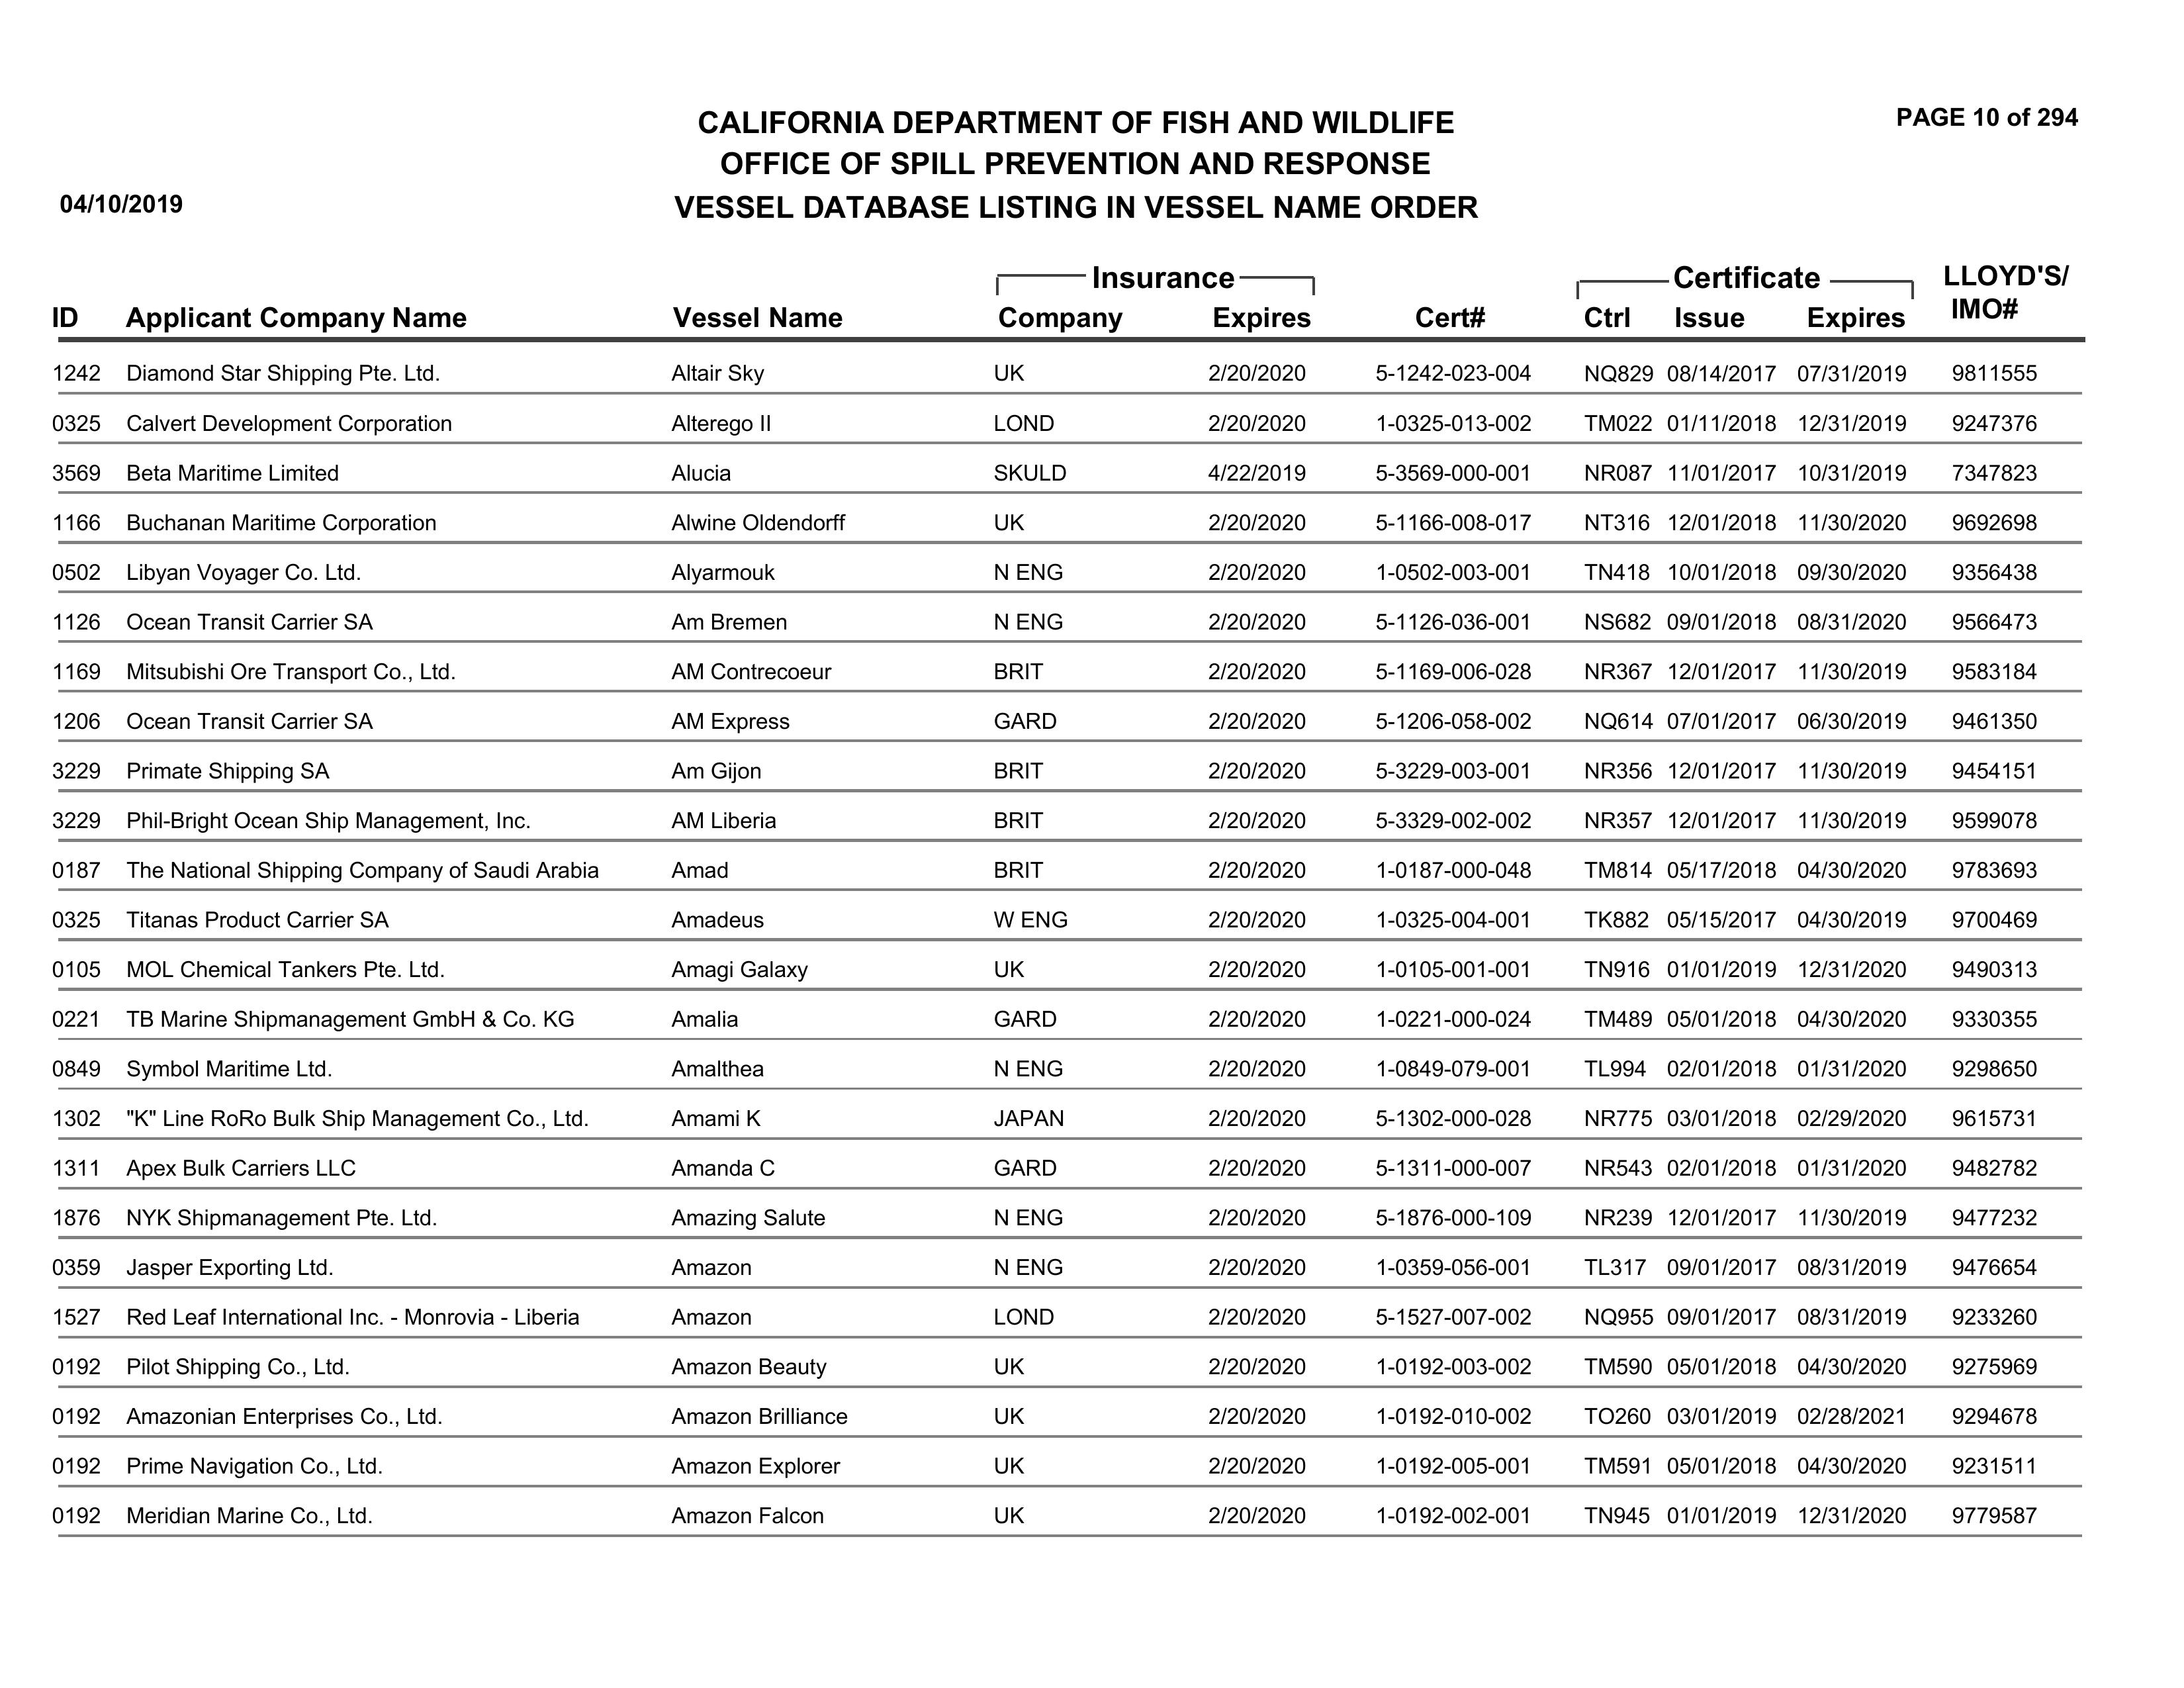 PAGE 10 of 294
CALIFORNIA DEPARTMENT OF FISH AND WILDLIFE
OFFICE OF SPILL PREVENTION AND RESPONSE
04/10/2019 VESSEL DATABASE LISTING IN VESSEL NAME ORDER
Insurance Certificate LLOYD'S/
ID Applicant Company Name Vessel Name Company Expires Cert# Ctrl Issue Expires IMO#
1242 Diamond Star Shipping Pte. Ltd. Altair Sky UK 2/20/2020 5-1242-023-004 NQ829 08/14/2017 07/31/2019 9811555
0325 Calvert Development Corporation Alterego II LOND 2/20/2020 1-0325-013-002 TM022 01/11/2018 12/31/2019 9247376
3569 Beta Maritime Limited Alucia SKULD 4/22/2019 5-3569-000-001 NR087 11/01/2017 10/31/2019 7347823
1166 Buchanan Maritime Corporation Alwine Oldendorff UK 2/20/2020 5-1166-008-017 NT316 12/01/2018 11/30/2020 9692698
0502 Libyan Voyager Co. Ltd. Alyarmouk N ENG 2/20/2020 1-0502-003-001 TN418 10/01/2018 09/30/2020 9356438
1126 Ocean Transit Carrier SA Am Bremen N ENG 2/20/2020 5-1126-036-001 NS682 09/01/2018 08/31/2020 9566473
1169 Mitsubishi Ore Transport Co., Ltd. AM Contrecoeur BRIT 2/20/2020 5-1169-006-028 NR367 12/01/2017 11/30/2019 9583184
1206 Ocean Transit Carrier SA AM Express GARD 2/20/2020 5-1206-058-002 NQ614 07/01/2017 06/30/2019 9461350
3229 Primate Shipping SA Am Gijon BRIT 2/20/2020 5-3229-003-001 NR356 12/01/2017 11/30/2019 9454151
3229 Phil-Bright Ocean Ship Management, Inc. AM Liberia BRIT 2/20/2020 5-3329-002-002 NR357 12/01/2017 11/30/2019 9599078
0187 The National Shipping Company of Saudi Arabia Amad BRIT 2/20/2020 1-0187-000-048 TM814 05/17/2018 04/30/2020 9783693
0325 Titanas Product Carrier SA Amadeus W ENG 2/20/2020 1-0325-004-001 TK882 05/15/2017 04/30/2019 9700469
0105 MOL Chemical Tankers Pte. Ltd. Amagi Galaxy UK 2/20/2020 1-0105-001-001 TN916 01/01/2019 12/31/2020 9490313
0221 TB Marine Shipmanagement GmbH & Co. KG Amalia GARD 2/20/2020 1-0221-000-024 TM489 05/01/2018 04/30/2020 9330355
0849 Symbol Maritime Ltd. Amalthea N ENG 2/20/2020 1-0849-079-001 TL994 02/01/2018 01/31/2020 9298650
1302 "K" Line RoRo Bulk Ship Management Co., Ltd. Amami K JAPAN 2/20/2020 5-1302-000-028 NR775 03/01/2018 02/29/2020 9615731
1311 Apex Bulk Carriers LLC Amanda C GARD 2/20/2020 5-1311-000-007 NR543 02/01/2018 01/31/2020 9482782
1876 NYK Shipmanagement Pte. Ltd. Amazing Salute N ENG 2/20/2020 5-1876-000-109 NR239 12/01/2017 11/30/2019 9477232
0359 Jasper Exporting Ltd. Amazon N ENG 2/20/2020 1-0359-056-001 TL317 09/01/2017 08/31/2019 9476654
1527 Red Leaf International Inc. - Monrovia - Liberia Amazon LOND 2/20/2020 5-1527-007-002 NQ955 09/01/2017 08/31/2019 9233260
0192 Pilot Shipping Co., Ltd. Amazon Beauty UK 2/20/2020 1-0192-003-002 TM590 05/01/2018 04/30/2020 9275969
0192 Amazonian Enterprises Co., Ltd. Amazon Brilliance UK 2/20/2020 1-0192-010-002 TO260 03/01/2019 02/28/2021 9294678
0192 Prime Navigation Co., Ltd. Amazon Explorer UK 2/20/2020 1-0192-005-001 TM591 05/01/2018 04/30/2020 9231511
0192 Meridian Marine Co., Ltd. Amazon Falcon UK 2/20/2020 1-0192-002-001 TN945 01/01/2019 12/31/2020 9779587